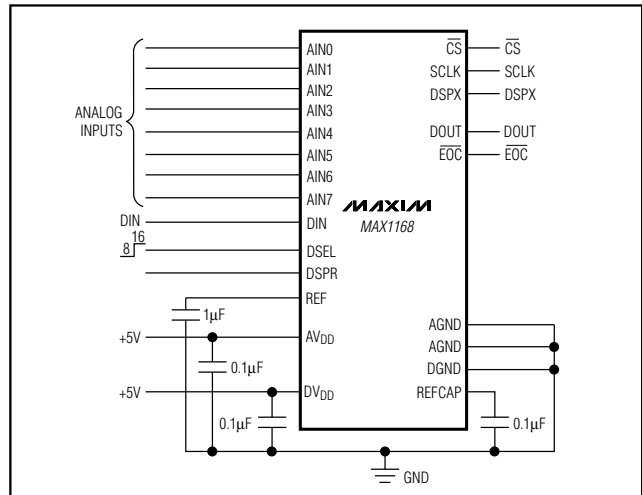 AIN0
AIN1
AIN2
AIN3
AIN4
AIN5
AIN6
AIN7
DIN
DSEL
DSPR
REF
AVDD
DVDD
ANALOG
INPUTS
DIN
16
8
1µF
+5V
0.1µF
+5V
0.1µF
MAXIM
MAX1168
CS CS
SCLK SCLK
DSPX DSPX
DOUT DOUT
EOC EOC
AGND
AGND
DGND
REFCAP
0.1µF
GND